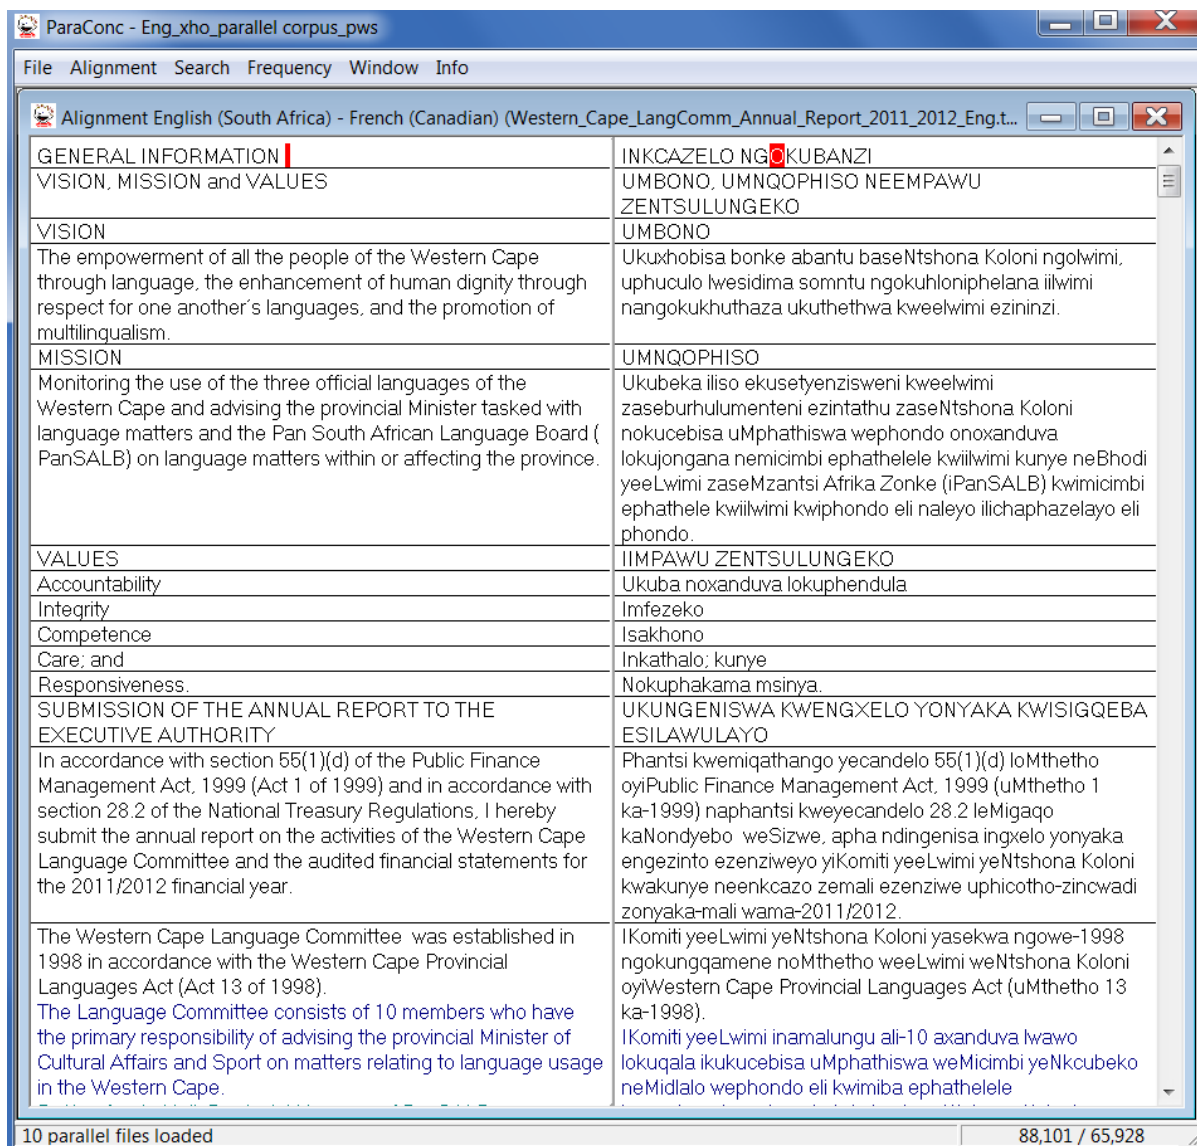 ParaConc - Eng_xho_parallel corpus_pws
File Alignment Search Frequency Window Info
Alignment English (South Africa) - French (Canadian) (Western_Cape_LangComm_Annual_Report_2011_2012_Eng.t...
GENERAL INFORMATION
VISION, MISSION and VALUES
VISION
The empowerment of all the people of the Western Cape
through language, the enhancement of human dignity through
respect for one another´s languages, and the promotion of
multilingualism.
MISSION
Monitoring the use of the three official languages of the
Western Cape and advising the provincial Minister tasked with
language matters and the Pan South African Language Board (
PanSALB) on language matters within or affecting the province.
VALUES
Accountability
Integrity
Competence
Care; and
Responsiveness.
SUBMISSION OF THE ANNUAL REPORT TO THE
EXECUTIVE AUTHORITY
In accordance with section 55(1)(d) of the Public Finance
Management Act, 1999 (Act 1 of 1999) and in accordance with
section 28.2 of the National Treasury Regulations, I hereby
submit the annual report on the activities of the Western Cape
Language Committee and the audited financial statements for
the 2011/2012 financial year.
The Western Cape Language Committee was established in
1998 in accordance with the Western Cape Provincial
Languages Act (Act 13 of 1998).
The Language Committee consists of 10 members who have
the primary responsibility of advising the provincial Minister of
Cultural Affairs and Sport on matters relating to language usage
in the Western Cape.
INKCAZELO NGOKUBANZI
UMBONO, UMNQOPHISO NEEMPAWU
ZENTSULUNGEKO
UMBONO
Ukuxhobisa bonke abantu baseNtshona Koloni ngolwimi,
uphuculo lwesidima somntu ngokuhloniphelana iilwimi
nangokukhuthaza ukuthethwa kweelwimi ezininzi.
UMNQOPHISO
Ukubeka iliso ekusetyenzisweni kweelwimi
zaseburhulumenteni ezintathu zaseNtshona Koloni
nokucebisa uMphathiswa wephondo onoxanduva
lokujongana nemicimbi ephathelele kwiilwimi kunye neBhodi
yeeLwimi zaseMzantsi Afrika Zonke (iPanSALB) kwimicimbi
ephathele kwiilwimi kwiphondo eli naleyo ilichaphazelayo eli
phondo.
IIMPAWU ZENTSULUNGEKO
Ukuba noxanduva lokuphendula
Imfezeko
Isakhono
Inkathalo; kunye
Nokuphakama msinya.
UKUNGENISWA KWENGXELO YONYAKA KWISIGQEBA
ESILAWULAYO
Phantsi kwemiqathango yecandelo 55(1)(d) loMthetho
oyiPublic Finance Management Act, 1999 (uMthetho 1
ka-1999) naphantsi kweyecandelo 28.2 leMigaqo
kaNondyebo weSizwe, apha ndingenisa ingxelo yonyaka
engezinto ezenziweyo yiKomiti yeeLwimi yeNtshona Koloni
kwakunye neenkcazo zemali ezenziwe uphicotho-zincwadi
zonyaka-mali wama-2011/2012.
IKomiti yeeLwimi yeNtshona Koloni yasekwa ngowe-1998
ngokungqamene noMthetho weeLwimi weNtshona Koloni
oyiWestern Cape Provincial Languages Act (uMthetho 13
ka-1998).
IKomiti yeeLwimi inamalungu ali-10 axanduva lwawo
lokuqala ikukucebisa uMphathiswa weMicimbi yeNkcubeko
neMidlalo wephondo eli kwimiba ephathelele
10 parallel files loaded
88,101 / 65,928